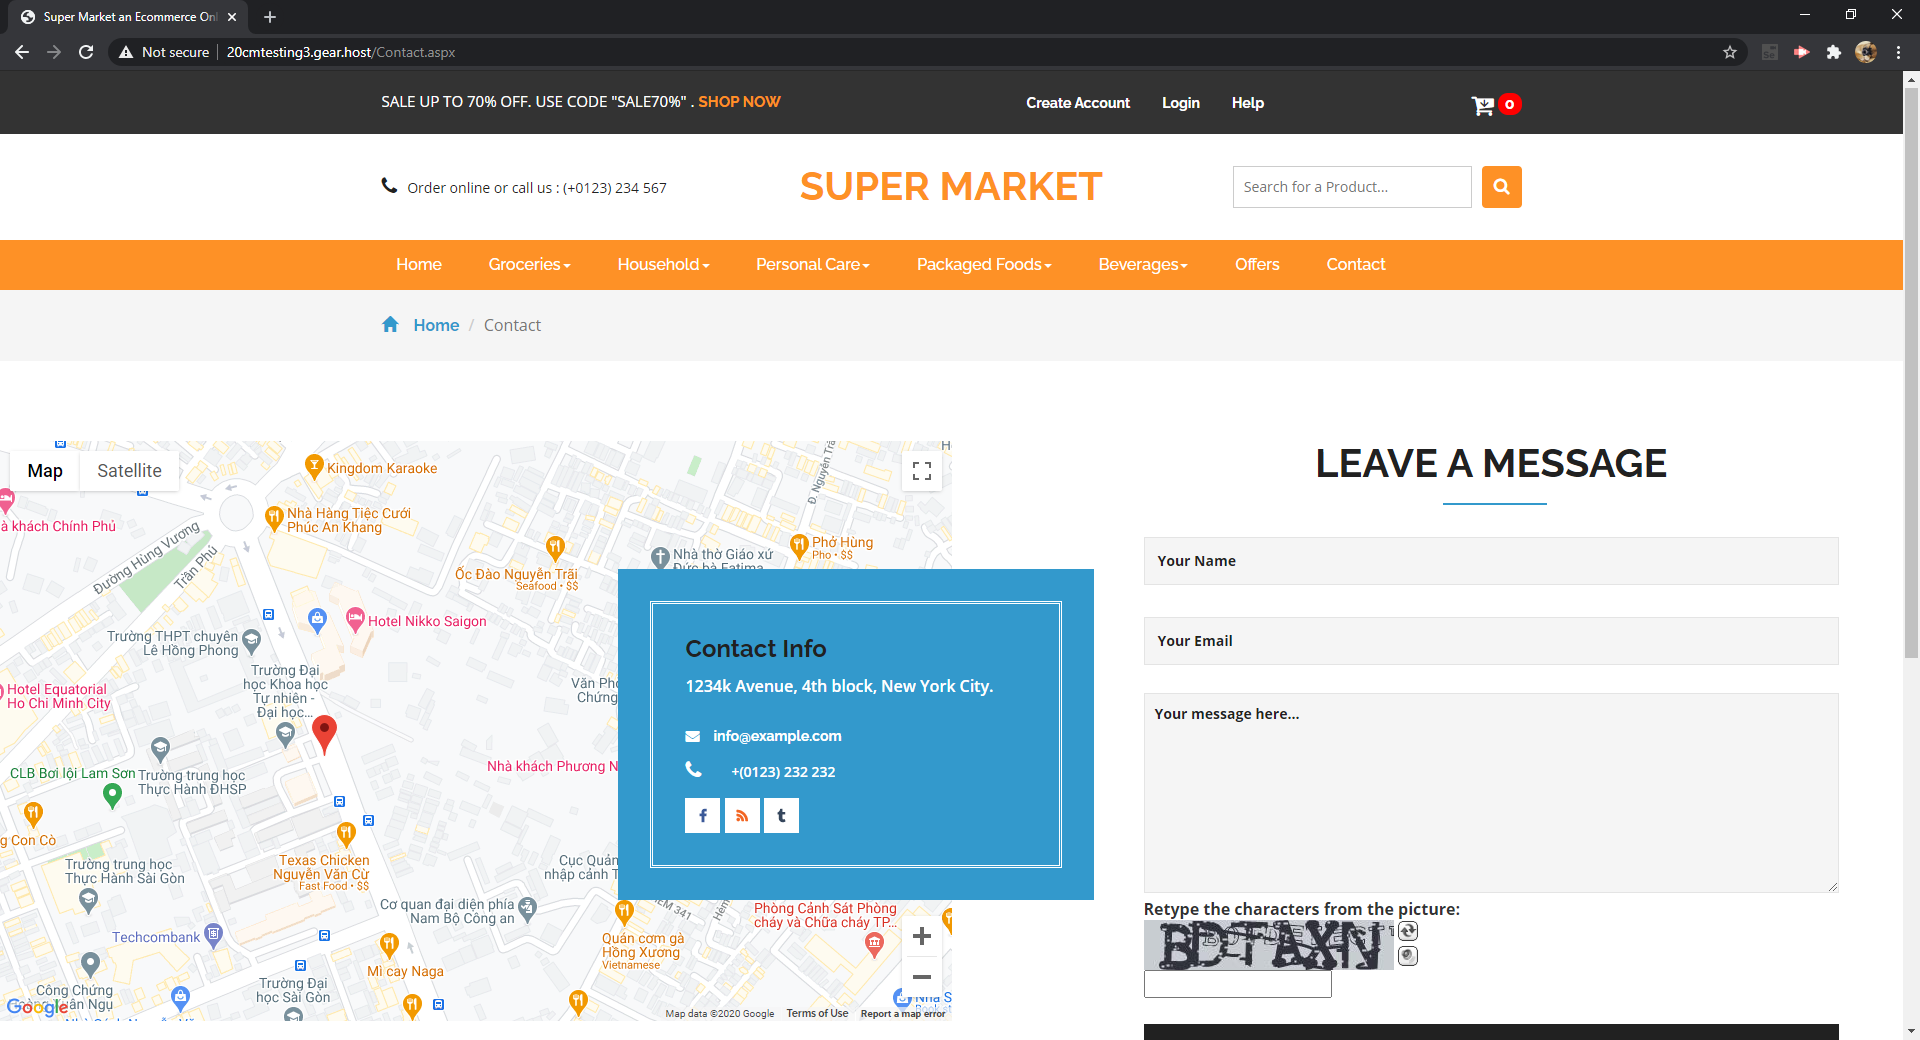 Super Market an Ecommerce Onl
Not secure
20cmtesting3.gear.host/Contact.aspx
SALE UP TO 70% OFF. USE CODE "SALE70%" . SHOP NOW
Create Account
Login
Help
0
Order online or call us : (+0123) 234 567
SUPER MARKET
Search for a Product...
Home
Groceries
Household
Personal Care
Packaged Foods
Beverages
Offers
Contact
Home / Contact
Map
Satellite
Kingdom Karaoke
Đ. Nguyễn Trã
à khách Chính Phủ
Nhà Hàng Tiệc Cưới
Phúc An Khang
Đường Hùng Vương
Trần Phú
Ốc Đào Nguyễn Trãi
Seafood • $$
Nhà thờ Giáo xứ
Đức bà Fatima
Phở Hùng
Pho • $$
Hotel Nikko Saigon
Trường THPT chuyên
Lê Hồng Phong
Trường Đại
học Khoa học
Tự nhiên -
Đại học...
Văn Phò
Chứng
Hotel Equatorial
Ho Chi Minh City
CLB Bơi lội Lam Sơn
Trường trung học
Thực Hành ĐHSP
Nhà khách Phương N
g Con Cò
Texas Chicken
Nguyễn Văn Cừ
Fast Food • $$
Trường trung học
Thực Hành Sài Gòn
Cục Quản
nhập cảnh T
Cơ quan đại diện phía
Nam Bộ Công an
HẺM 341
Hẻm
Phòng Cảnh Sát Phòng
cháy và Chữa cháy TP...
Techcombank
Quán cơm gà
Hồng Xương
Vietnamese
Mì cay Naga
Công Chứng
Trường Đại
học Sài Gòn
Google
Map data ©2020 Google
Terms of Use
Report a map error
Contact Info
1234k Avenue, 4th block, New York City.
info@example.com
+(0123) 232 232
LEAVE A MESSAGE
Your Name
Your Email
Your message here...
Retype the characters from the picture:
BDTAXN